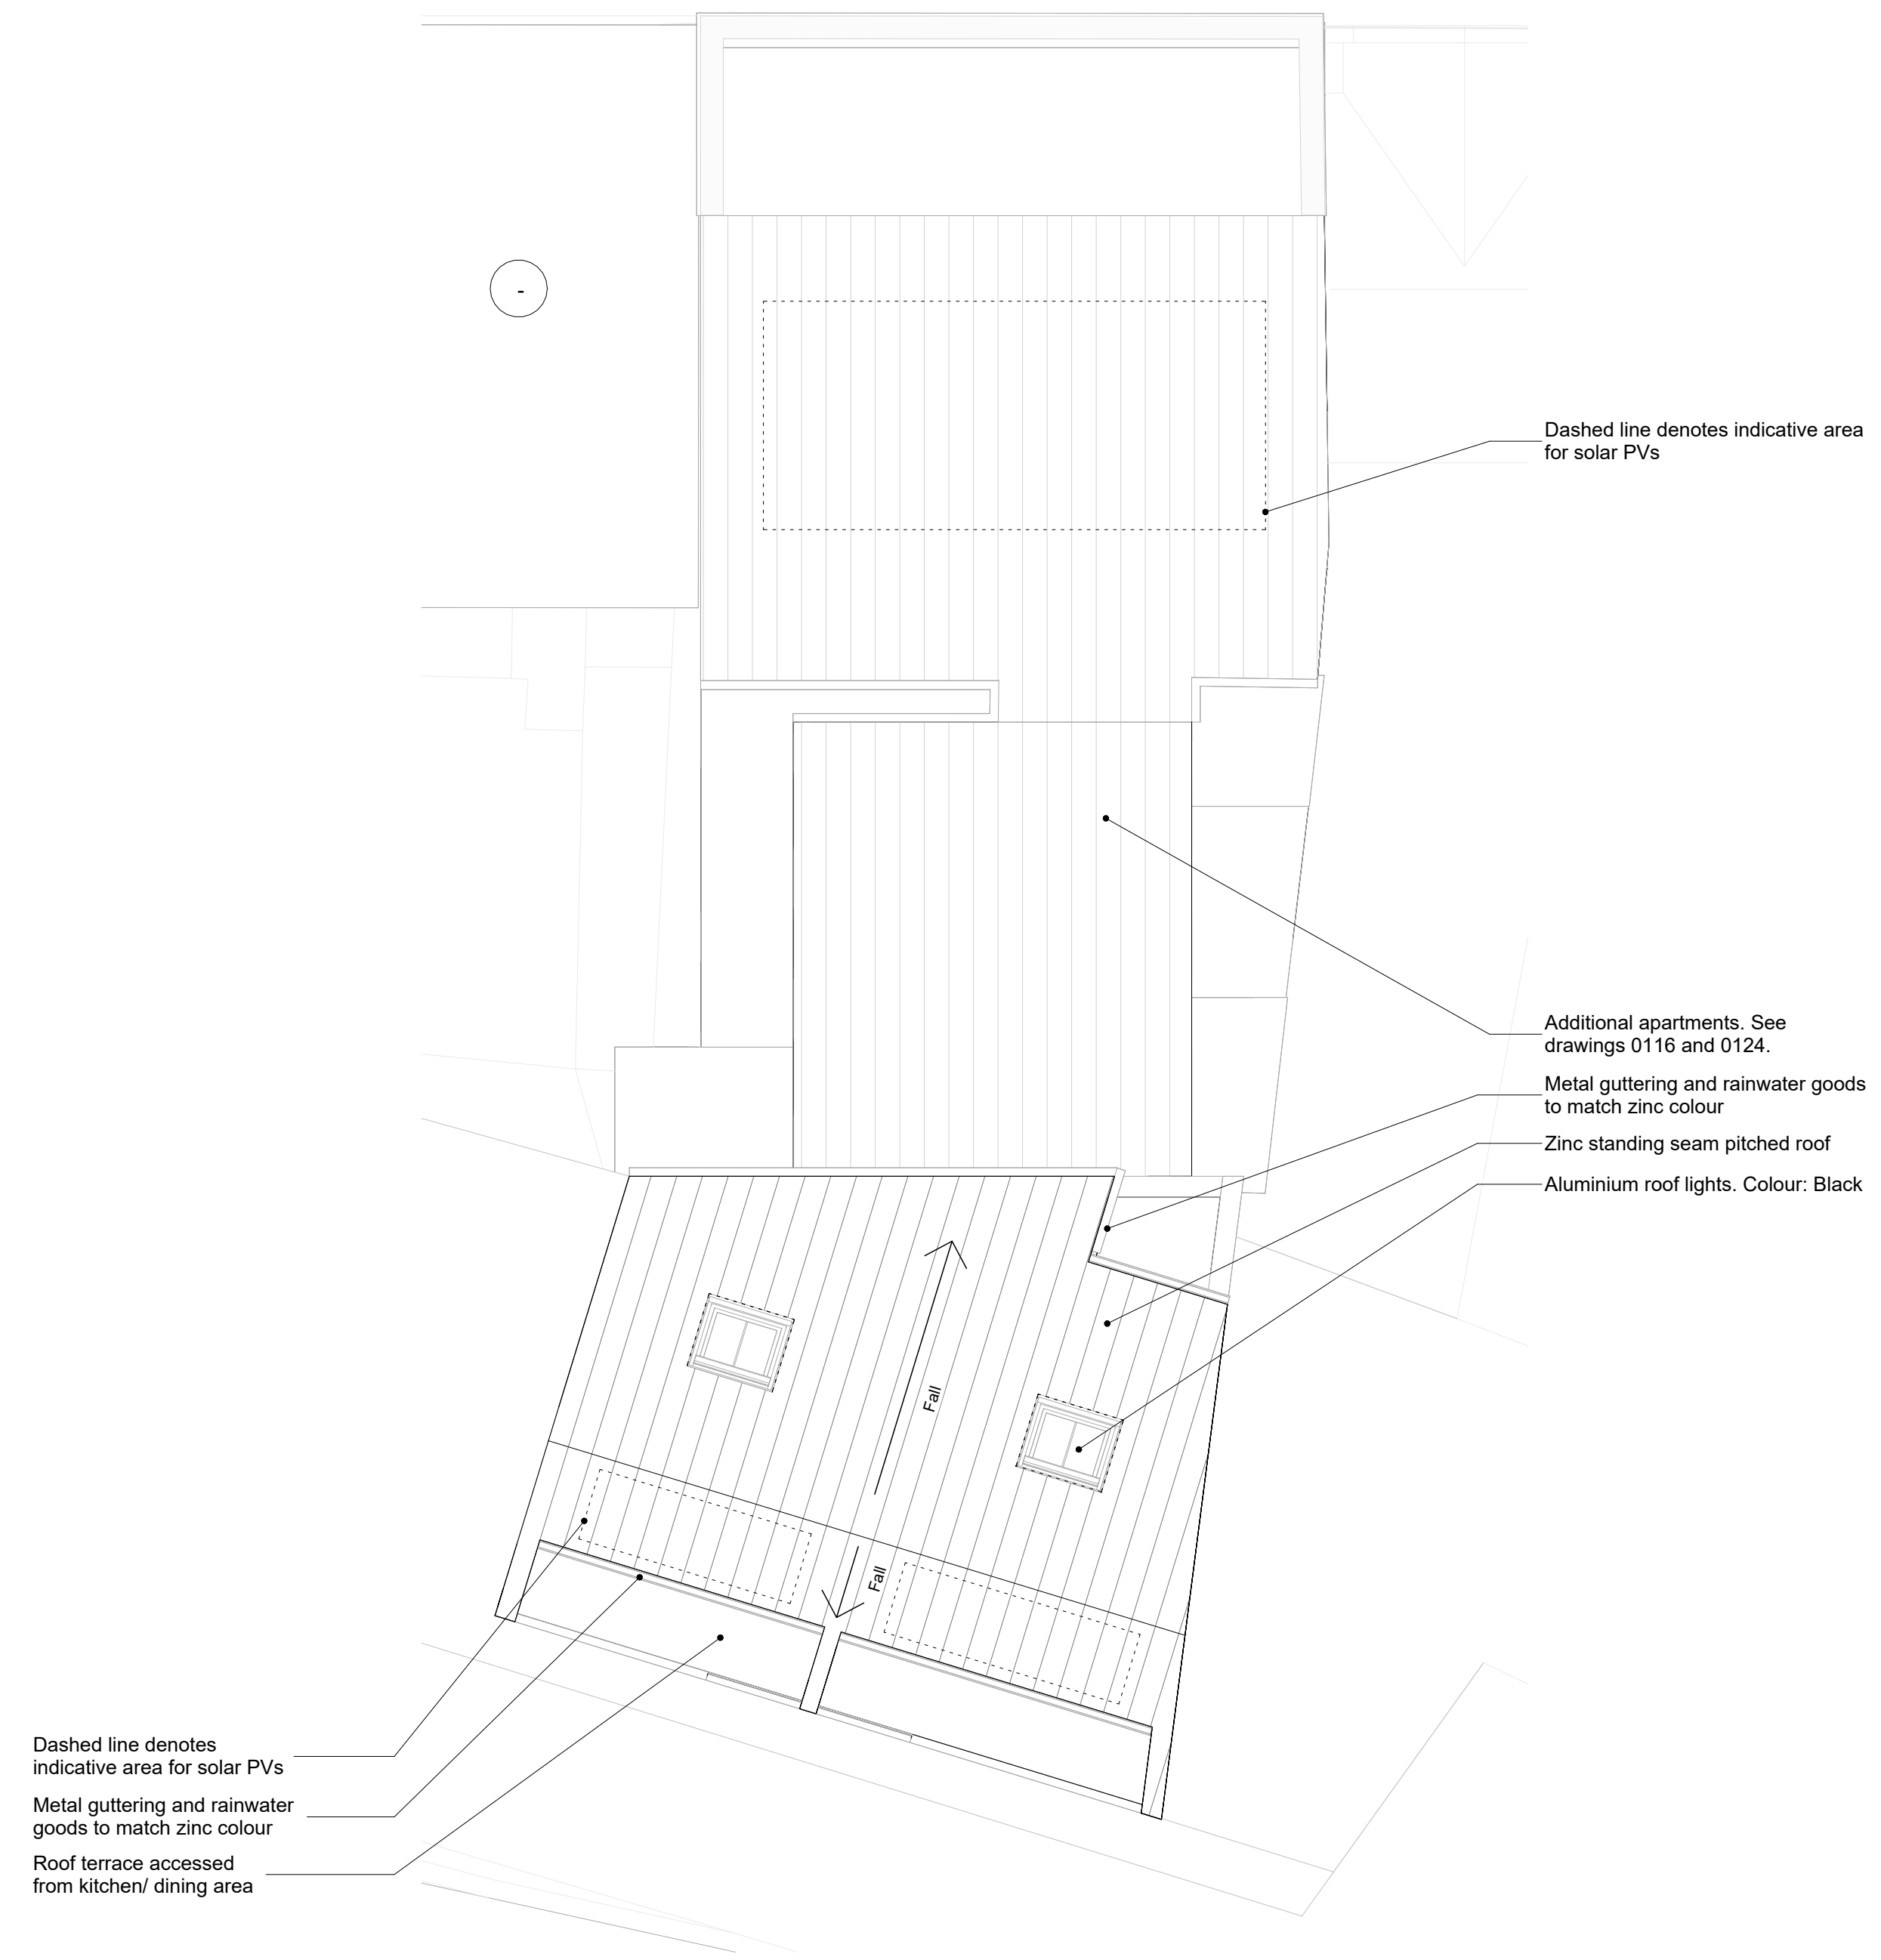 -
Dashed line denotes indicative area
for solar PVs
Additional apartments. See
drawings 0116 and 0124.
Metal guttering and rainwater goods
to match zinc colour
Zinc standing seam pitched roof
Aluminium roof lights. Colour: Black
Fall
Fall
Dashed line denotes
indicative area for solar PVs
Metal guttering and rainwater
goods to match zinc colour
Roof terrace accessed
from kitchen/ dining area